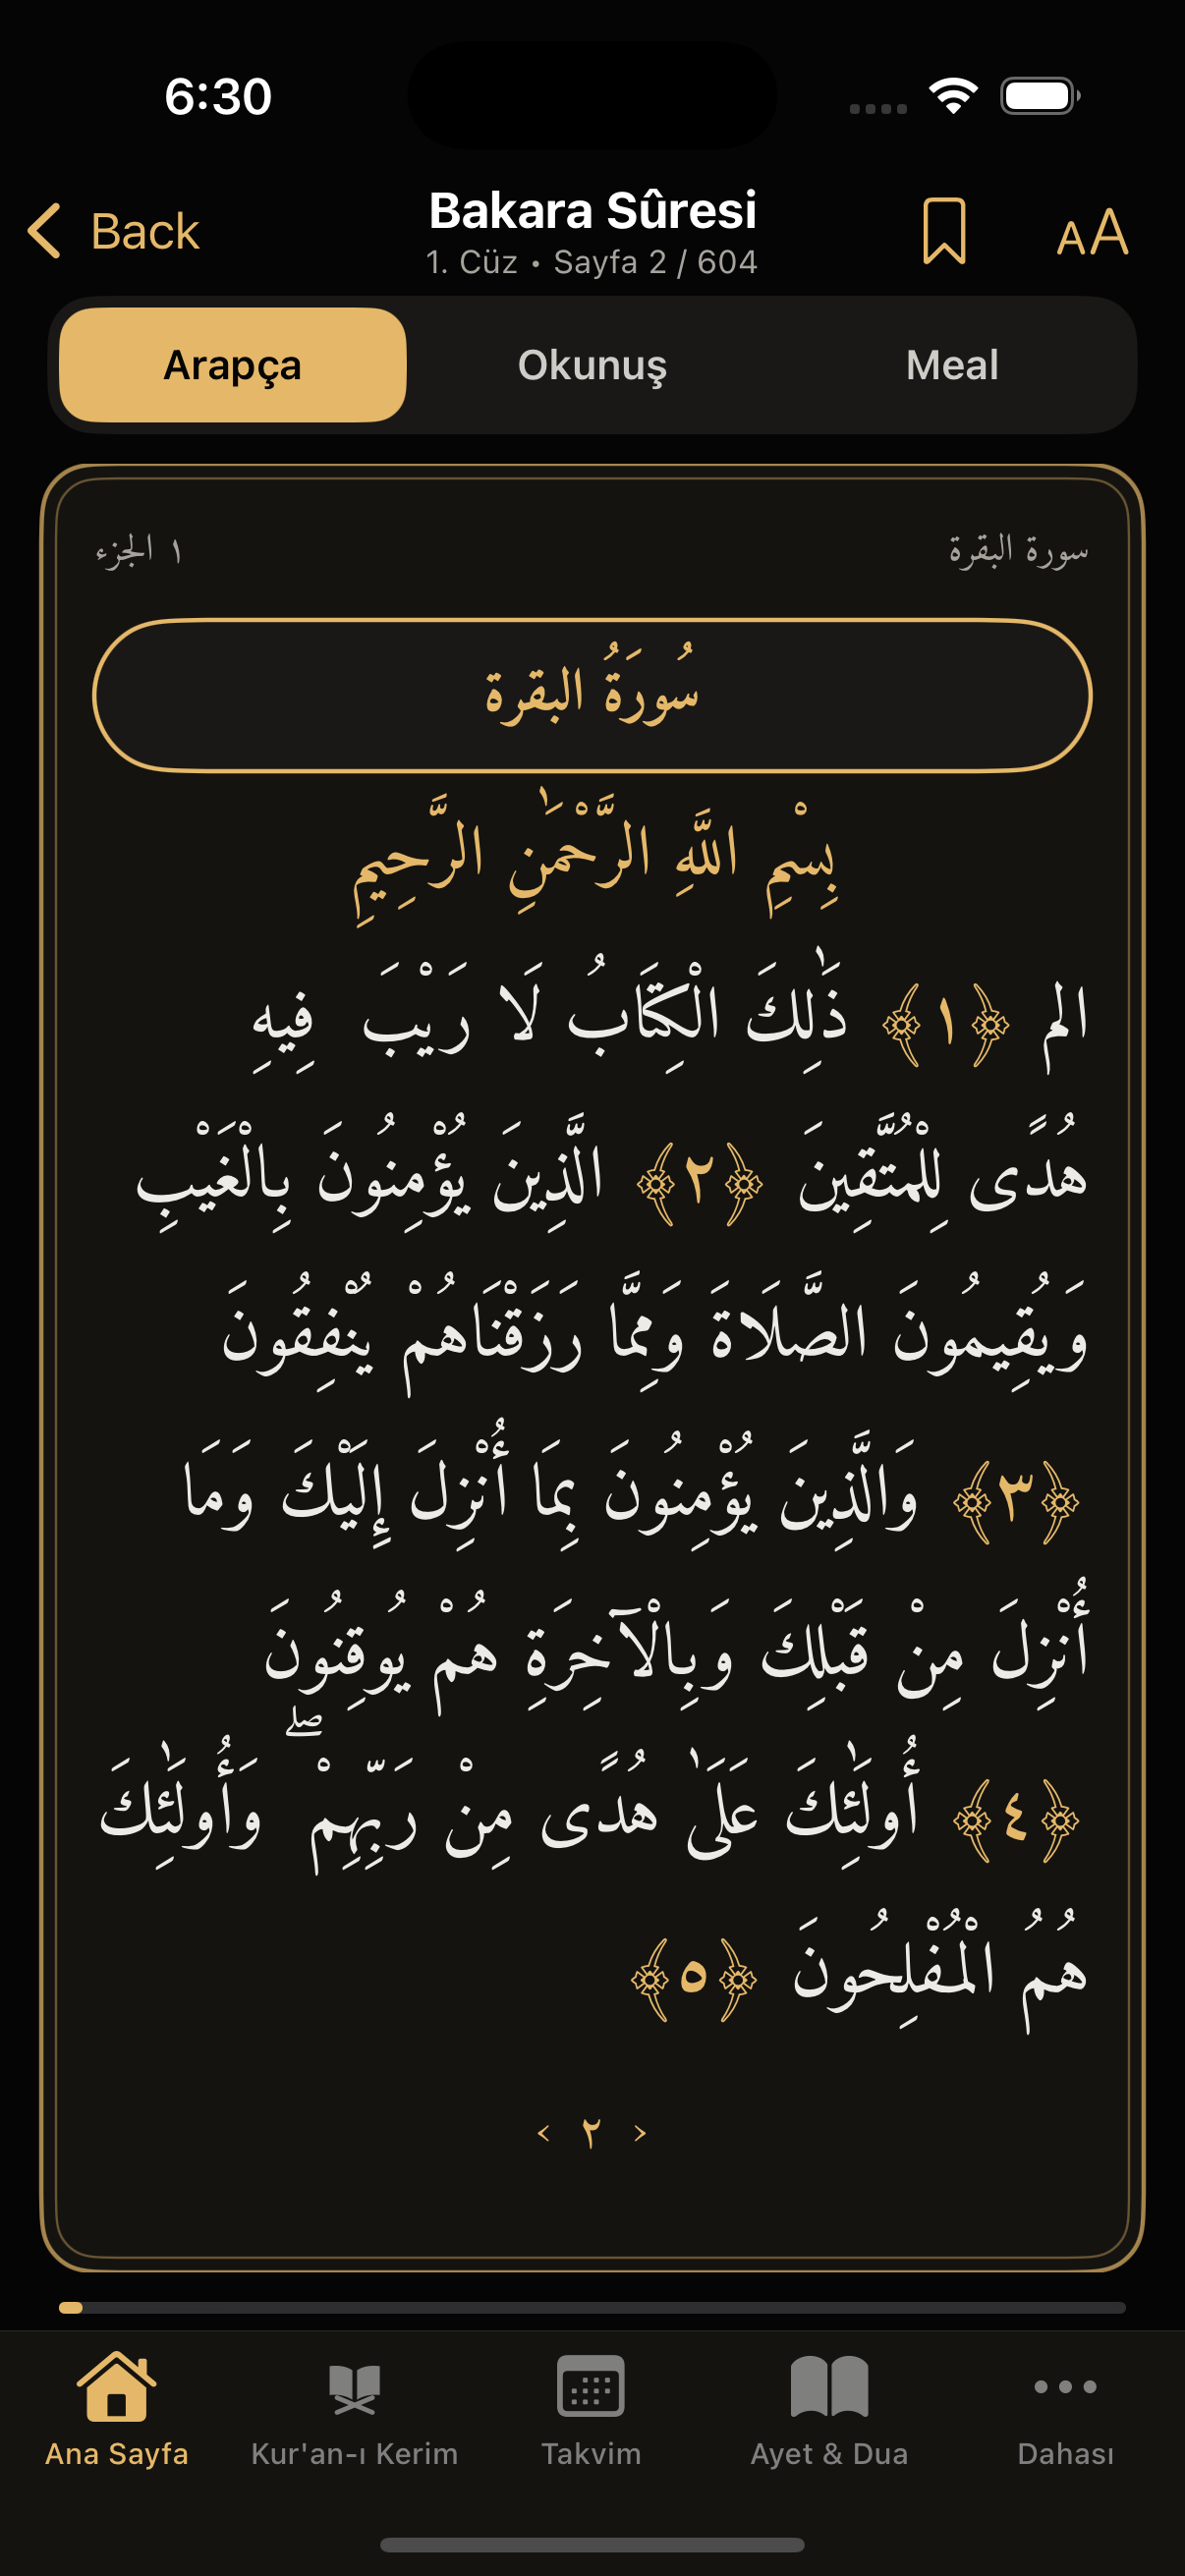 6:30
Back
Bakara Sûresi
1. Cüz • Sayfa 2 / 604
AA
Arapça
Okunuş
Meal
سورة البقرة
١ الجزء
سُورَةُ البقرة
بِسْمِ اللَّهِ الرَّحْمَٰنِ الرَّحِيمِ
الم ﴿١﴾ ذَٰلِكَ الْكِتَابُ لَا رَيْبَ فِيهِ
هُدًى لِلْمُتَّقِينَ ﴿٢﴾ الَّذِينَ يُؤْمِنُونَ بِالْغَيْبِ
وَيُقِيمُونَ الصَّلَاةَ وَمِمَّا رَزَقْنَاهُمْ يُنْفِقُونَ
﴿٣﴾ وَالَّذِينَ يُؤْمِنُونَ بِمَا أُنْزِلَ إِلَيْكَ وَمَا
أُنْزِلَ مِنْ قَبْلِكَ وَبِالْآخِرَةِ هُمْ يُوقِنُونَ
﴿٤﴾ أُولَٰئِكَ عَلَىٰ هُدًى مِنْ رَبِّهِمْ ۖ وَأُولَٰئِكَ
هُمُ الْمُفْلِحُونَ ﴿٥﴾
‹ ٢ ›
Ana Sayfa
Kur'an-ı Kerim
Takvim
Ayet & Dua
Dahası